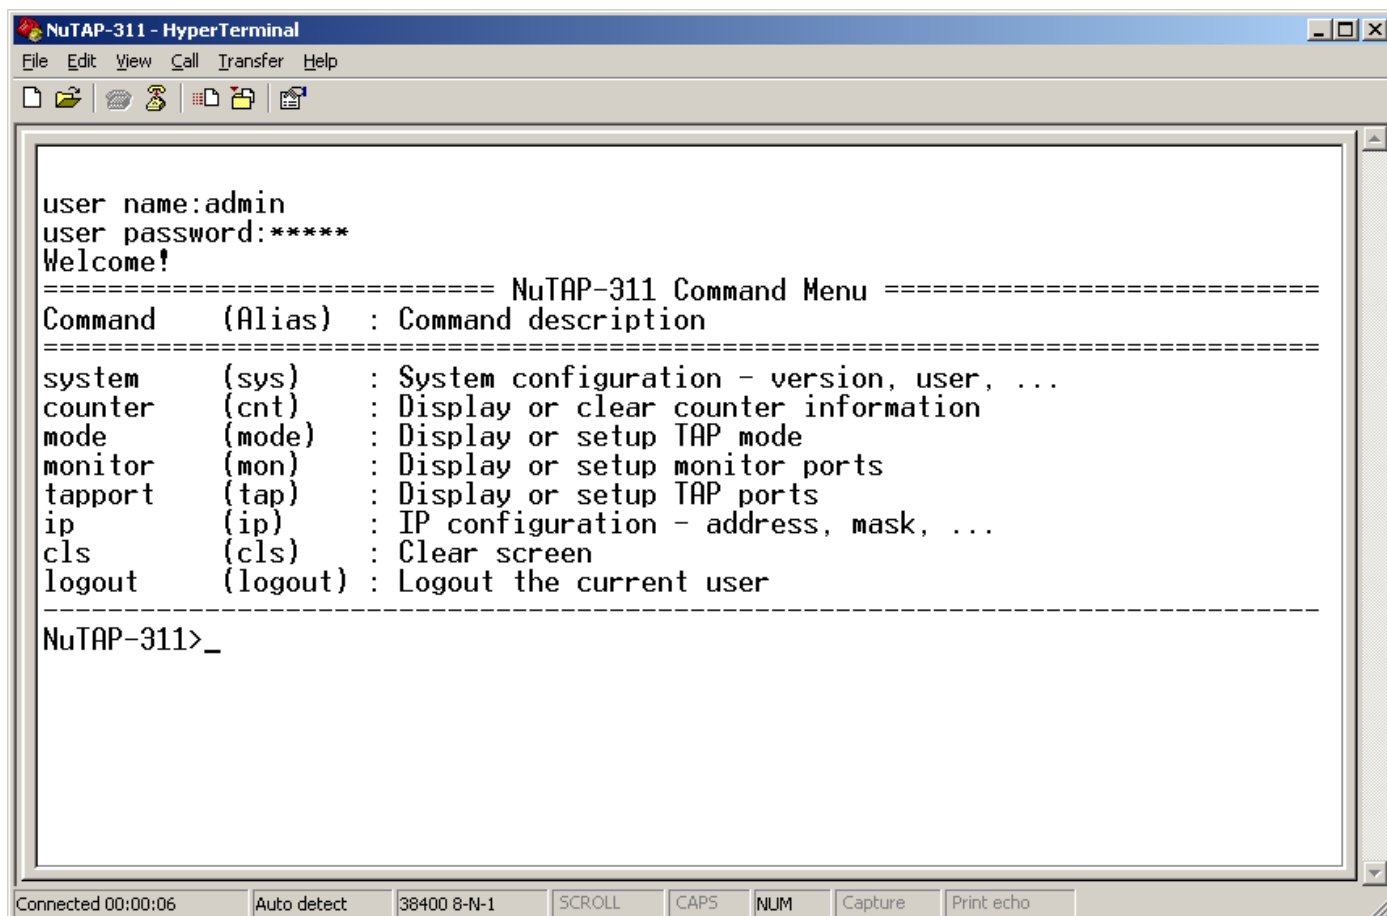 NuTAP-311 - HyperTerminal
File Edit View Call Transfer Help
user name:admin
user password:*****
Welcome!
============================ NuTAP-311 Command Menu ===========================
Command    (Alias)  : Command description
===============================================================================
system     (sys)    : System configuration - version, user, ...
counter    (cnt)    : Display or clear counter information
mode       (mode)   : Display or setup TAP mode
monitor    (mon)    : Display or setup monitor ports
tapport    (tap)    : Display or setup TAP ports
ip         (ip)     : IP configuration - address, mask, ...
cls        (cls)    : Clear screen
logout     (logout) : Logout the current user
-------------------------------------------------------------------------------
NuTAP-311>_
Connected 00:00:06 Auto detect 38400 8-N-1 SCROLL CAPS NUM Capture Print echo